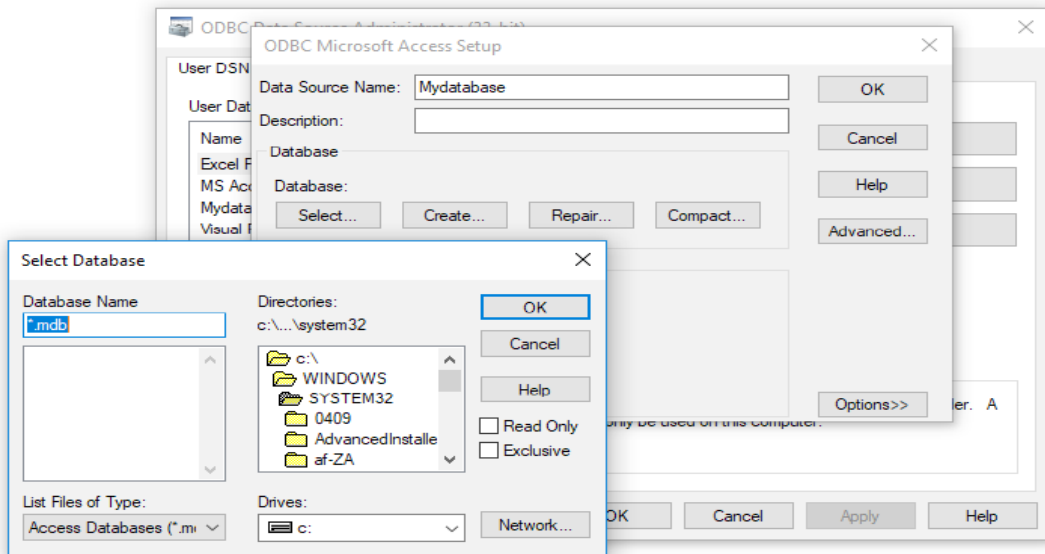 ODBC Data Source Administrator (32-bit)
ODBC Microsoft Access Setup
User DSN
Data Source Name:
Mydatabase
OK
User Dat
Description:
Cancel
Name
Database
Excel F
MS Acc
Database:
Help
Mydata
Select...
Create...
Repair...
Compact...
Visual F
Advanced...
Select Database
Database Name
Directories:
OK
*.mdb
c:\...\system32
Cancel
c:\
WINDOWS
Help
SYSTEM32
0409
Read Only
AdvancedInstalle
Exclusive
af-ZA
Options>>
der. A
only be used on this computer.
List Files of Type:
Drives:
Access Databases (*.m
c:
Network...
OK
Cancel
Apply
Help